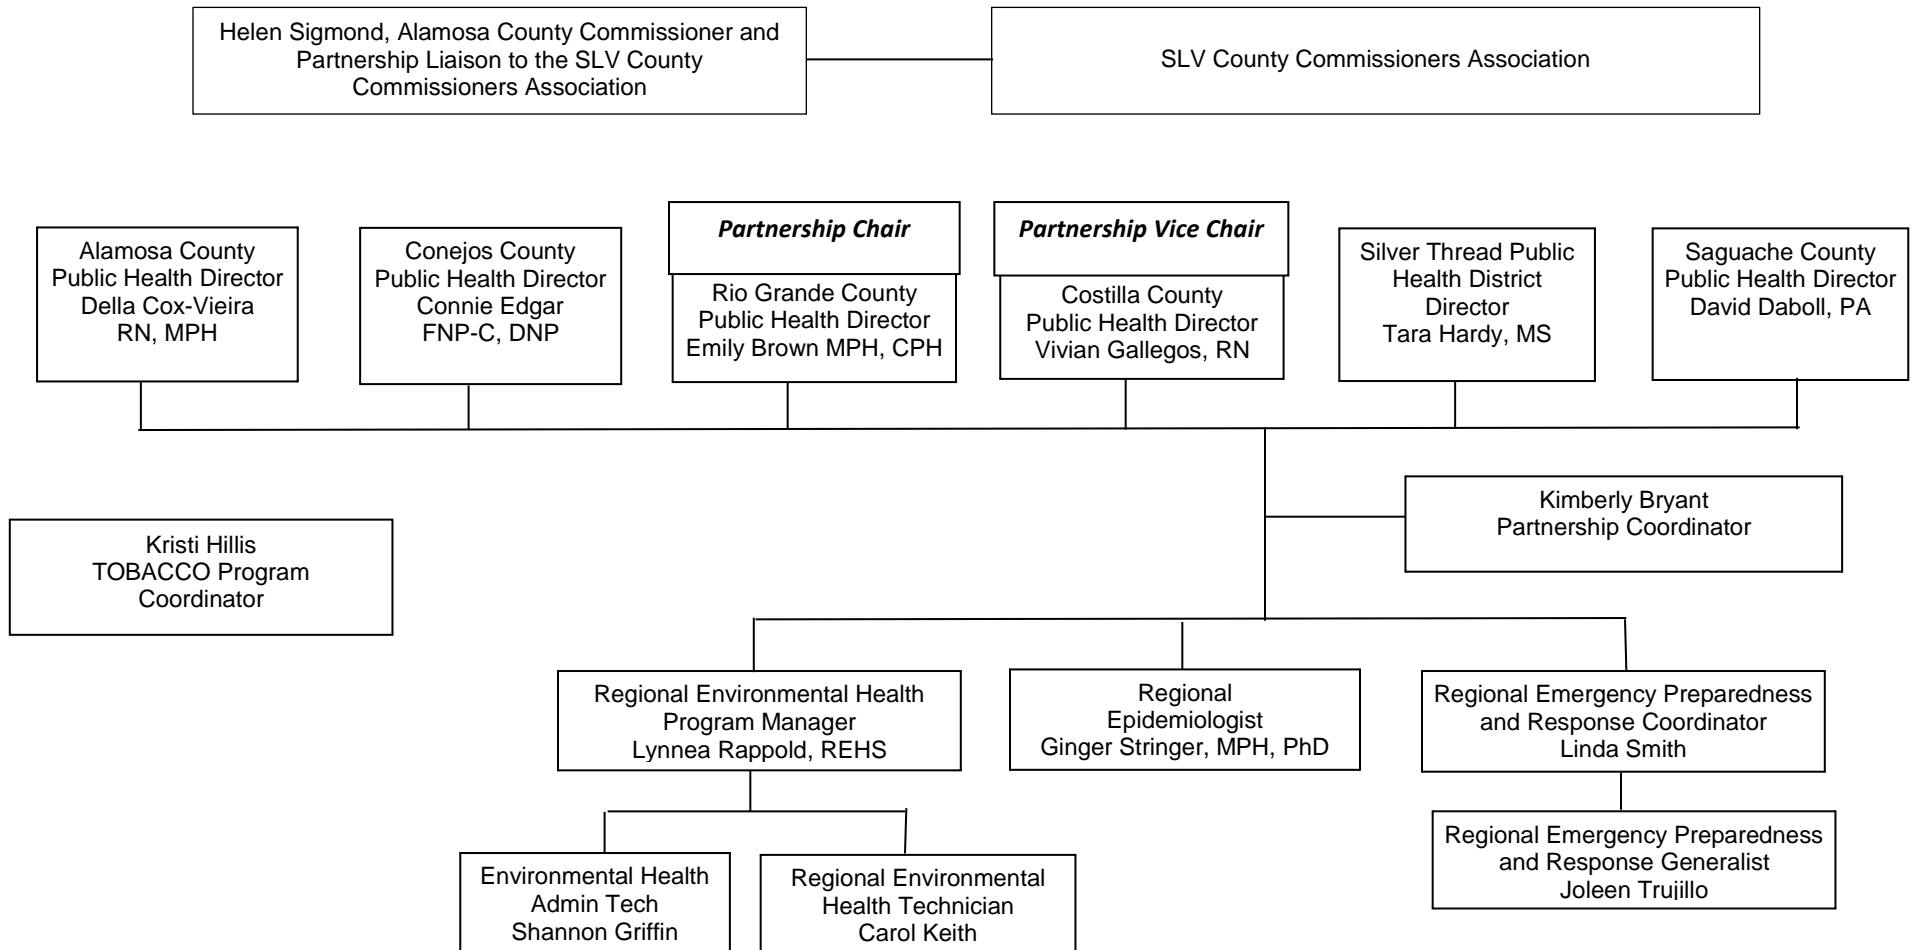 Helen Sigmond, Alamosa County Commissioner and
Partnership Liaison to the SLV County
Commissioners Association
SLV County Commissioners Association
Alamosa County
Public Health Director
Della Cox-Vieira
RN, MPH
Conejos County
Public Health Director
Connie Edgar
FNP-C, DNP
Partnership Chair
Rio Grande County
Public Health Director
Emily Brown MPH, CPH
Partnership Vice Chair
Costilla County
Public Health Director
Vivian Gallegos, RN
Silver Thread Public
Health District
Director
Tara Hardy, MS
Saguache County
Public Health Director
David Daboll, PA
Kimberly Bryant
Partnership Coordinator
Kristi Hillis
TOBACCO Program
Coordinator
Regional Environmental Health
Program Manager
Lynnea Rappold, REHS
Regional
Epidemiologist
Ginger Stringer, MPH, PhD
Regional Emergency Preparedness
and Response Coordinator
Linda Smith
Environmental Health
Admin Tech
Shannon Griffin
Regional Environmental
Health Technician
Carol Keith
Regional Emergency Preparedness
and Response Generalist
Joleen Trujillo